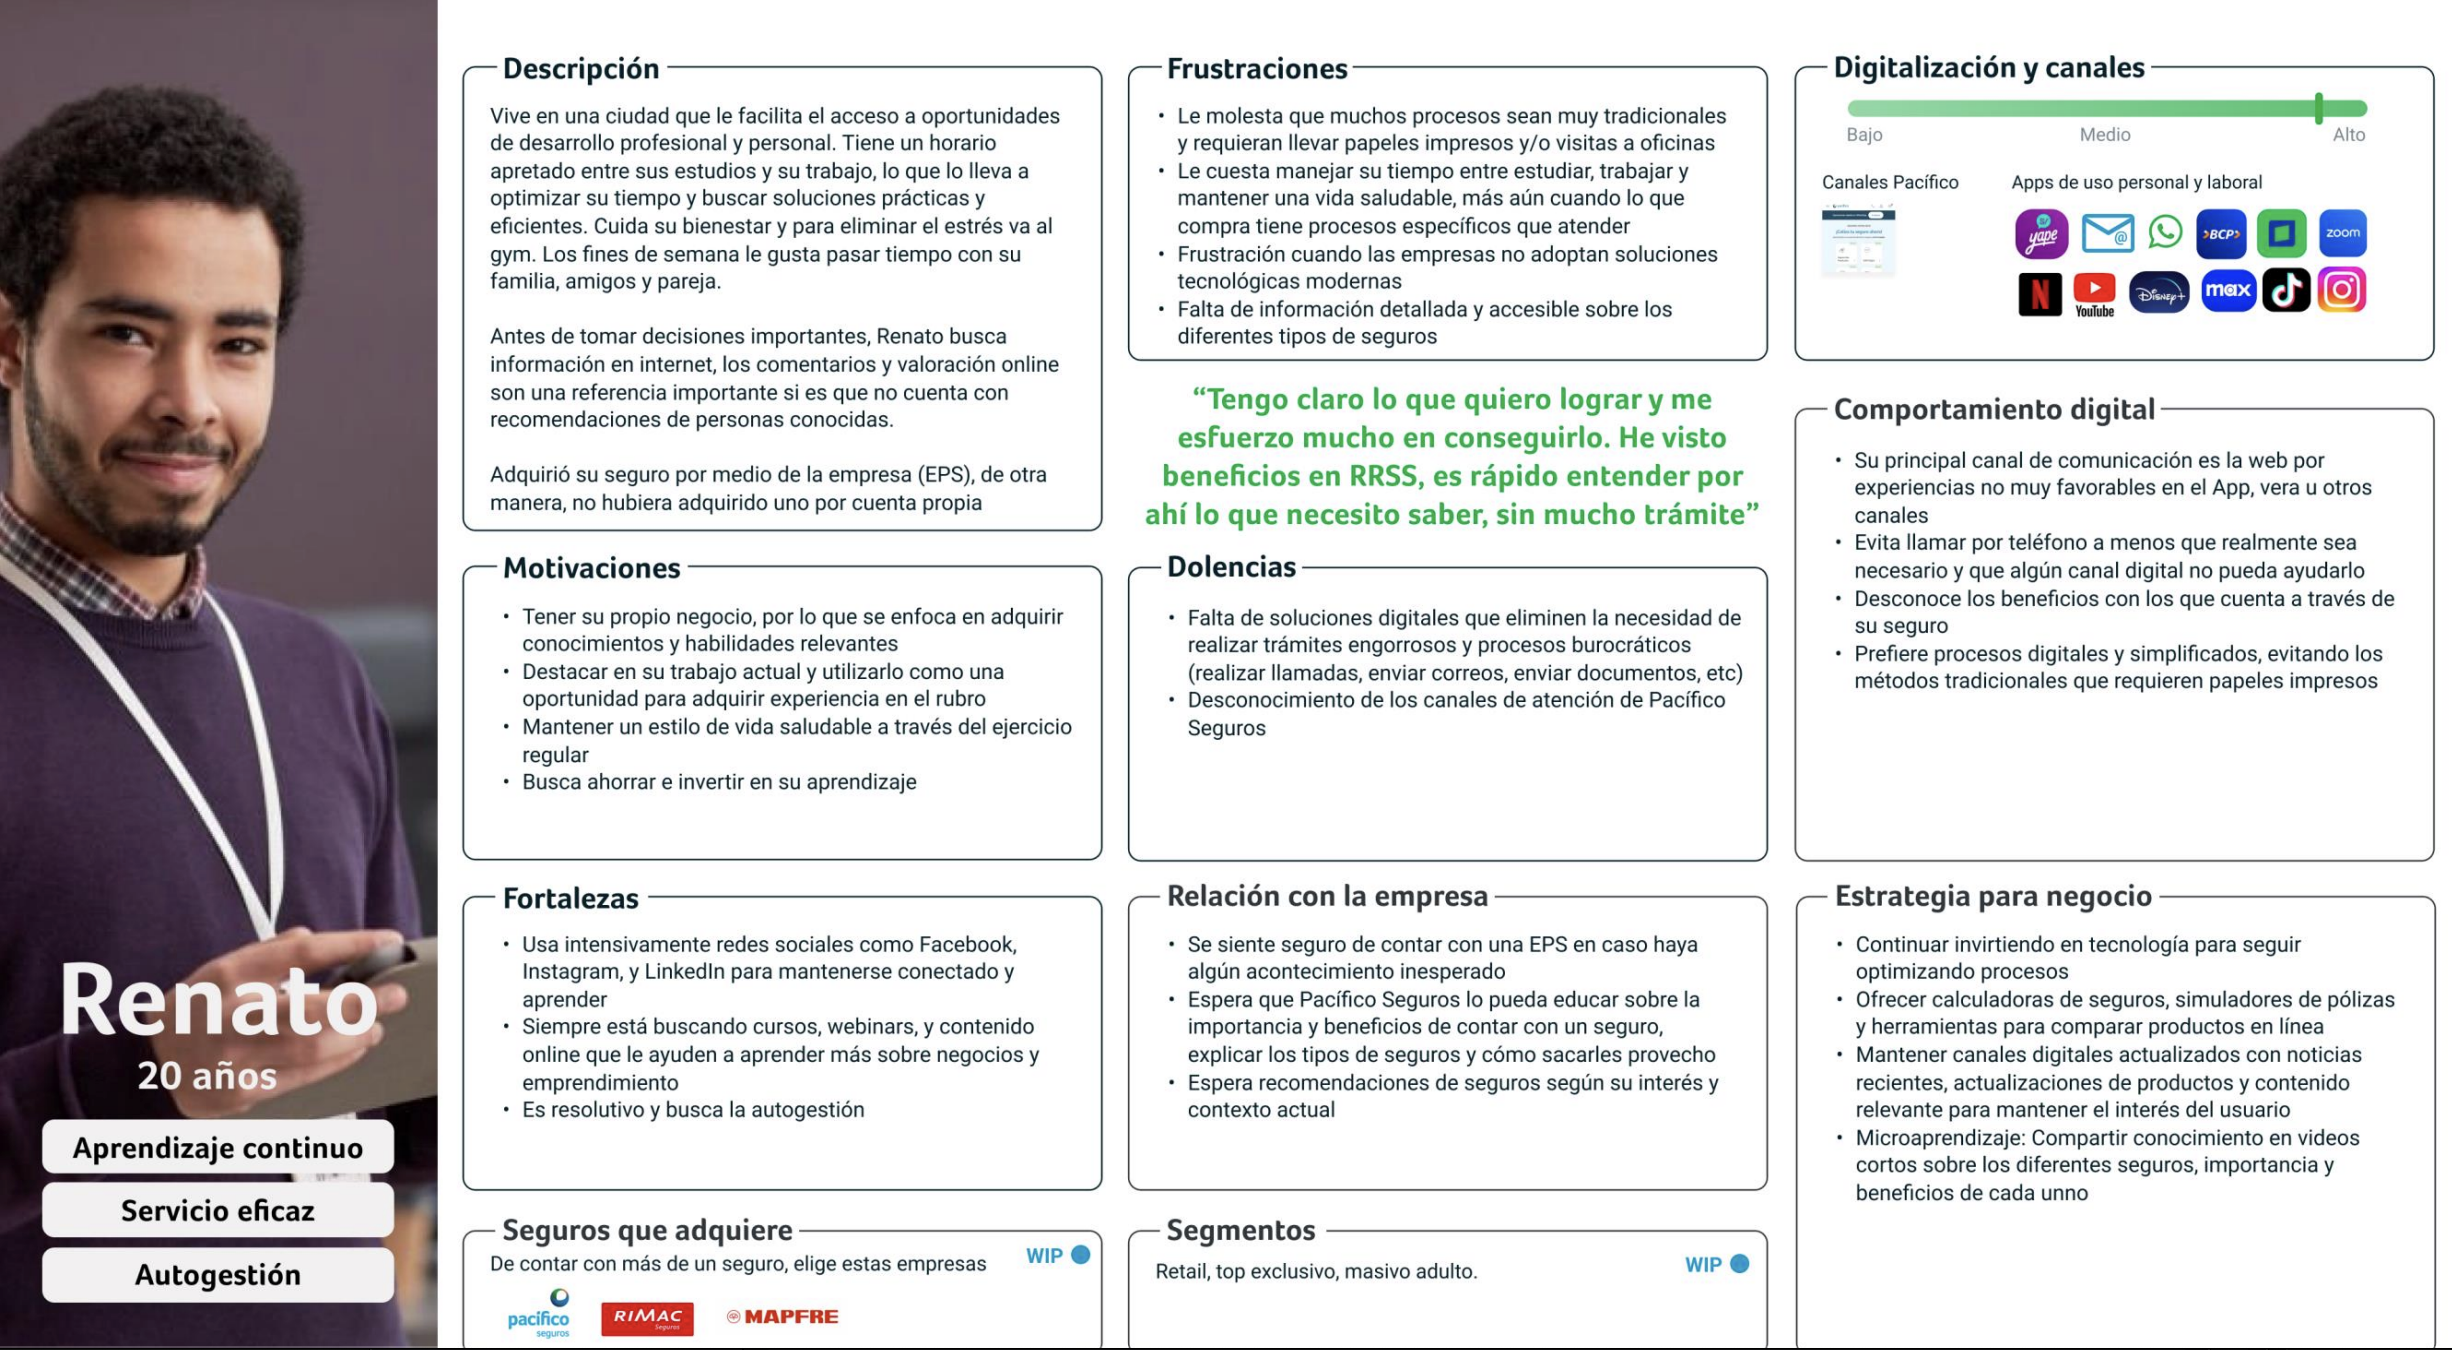 Renato
20 años
Aprendizaje continuo
Servicio eficaz
Autogestión
Descripción
Vive en una ciudad que le facilita el acceso a oportunidades
de desarrollo profesional y personal. Tiene un horario
apretado entre sus estudios y su trabajo, lo que lo lleva a
optimizar su tiempo y buscar soluciones prácticas y
eficientes. Cuida su bienestar y para eliminar el estrés va al
gym. Los fines de semana le gusta pasar tiempo con su
familia, amigos y pareja.
Antes de tomar decisiones importantes, Renato busca
información en internet, los comentarios y valoración online
son una referencia importante si es que no cuenta con
recomendaciones de personas conocidas.
Adquirió su seguro por medio de la empresa (EPS), de otra
manera, no hubiera adquirido uno por cuenta propia
Motivaciones
• Tener su propio negocio, por lo que se enfoca en adquirir
conocimientos y habilidades relevantes
• Destacar en su trabajo actual y utilizarlo como una
oportunidad para adquirir experiencia en el rubro
• Mantener un estilo de vida saludable a través del ejercicio
regular
• Busca ahorrar e invertir en su aprendizaje
Fortalezas
• Usa intensivamente redes sociales como Facebook,
Instagram, y LinkedIn para mantenerse conectado y
aprender
• Siempre está buscando cursos, webinars, y contenido
online que le ayuden a aprender más sobre negocios y
emprendimiento
• Es resolutivo y busca la autogestión
Seguros que adquiere
De contar con más de un seguro, elige estas empresas
WIP
pacífico
seguros
RIMAC
Seguros
MAPFRE
Frustraciones
• Le molesta que muchos procesos sean muy tradicionales
y requieran llevar papeles impresos y/o visitas a oficinas
• Le cuesta manejar su tiempo entre estudiar, trabajar y
mantener una vida saludable, más aún cuando lo que
compra tiene procesos específicos que atender
• Frustración cuando las empresas no adoptan soluciones
tecnológicas modernas
• Falta de información detallada y accesible sobre los
diferentes tipos de seguros
“Tengo claro lo que quiero lograr y me
esfuerzo mucho en conseguirlo. He visto
beneficios en RRSS, es rápido entender por
ahí lo que necesito saber, sin mucho trámite”
Dolencias
• Falta de soluciones digitales que eliminen la necesidad de
realizar trámites engorrosos y procesos burocráticos
(realizar llamadas, enviar correos, enviar documentos, etc)
• Desconocimiento de los canales de atención de Pacífico
Seguros
Relación con la empresa
• Se siente seguro de contar con una EPS en caso haya
algún acontecimiento inesperado
• Espera que Pacífico Seguros lo pueda educar sobre la
importancia y beneficios de contar con un seguro,
explicar los tipos de seguros y cómo sacarles provecho
• Espera recomendaciones de seguros según su interés y
contexto actual
Segmentos
Retail, top exclusivo, masivo adulto.
WIP
Digitalización y canales
Bajo
Medio
Alto
Canales Pacífico
Apps de uso personal y laboral
S/
yape
@
›BCP›
zoom
N
YouTube
Disney+
max
Comportamiento digital
• Su principal canal de comunicación es la web por
experiencias no muy favorables en el App, vera u otros
canales
• Evita llamar por teléfono a menos que realmente sea
necesario y que algún canal digital no pueda ayudarlo
• Desconoce los beneficios con los que cuenta a través de
su seguro
• Prefiere procesos digitales y simplificados, evitando los
métodos tradicionales que requieren papeles impresos
Estrategia para negocio
• Continuar invirtiendo en tecnología para seguir
optimizando procesos
• Ofrecer calculadoras de seguros, simuladores de pólizas
y herramientas para comparar productos en línea
• Mantener canales digitales actualizados con noticias
recientes, actualizaciones de productos y contenido
relevante para mantener el interés del usuario
• Microaprendizaje: Compartir conocimiento en videos
cortos sobre los diferentes seguros, importancia y
beneficios de cada unno